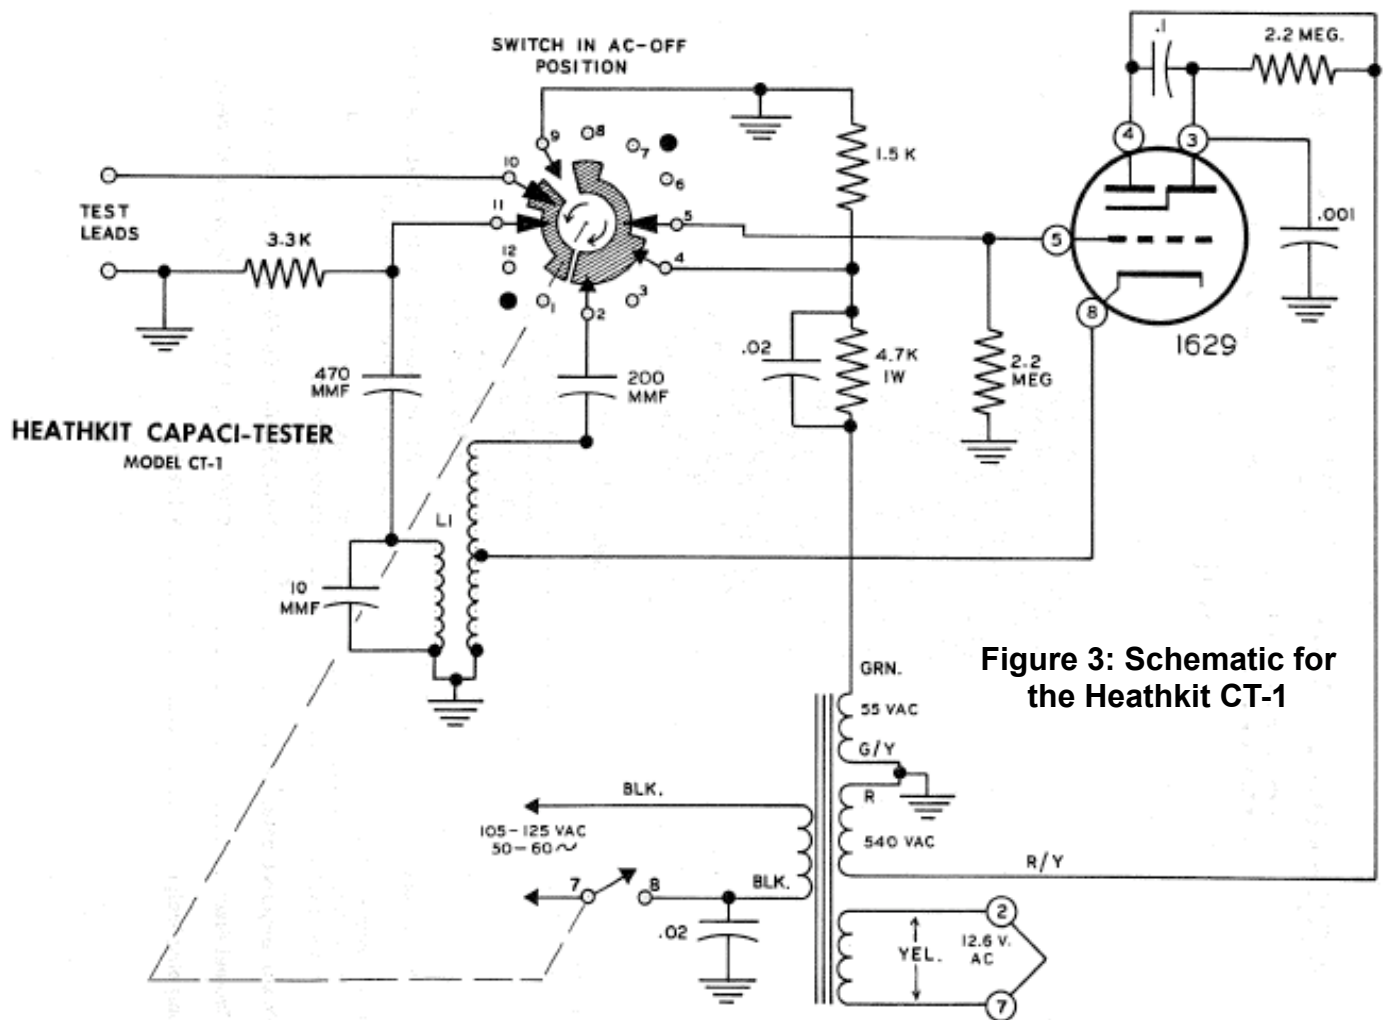 SWITCH IN AC-OFF
POSITION
.1
2.2 MEG.
4
3
9
8
7
10
6
1.5 K
TEST
LEADS
11
5
.001
3.3K
5
12
4
8
1629
1
2
3
470
MMF
200
MMF
.02
4.7K
1W
2.2
MEG
HEATHKIT CAPACI-TESTER
MODEL CT-1
L1
10
MMF
Figure 3: Schematic for
the Heathkit CT-1
GRN.
55 VAC
G/Y
BLK.
R
105-125 VAC
50-60 ~
540 VAC
R/Y
7
8
BLK.
.02
YEL.
12.6 V.
AC
2
7